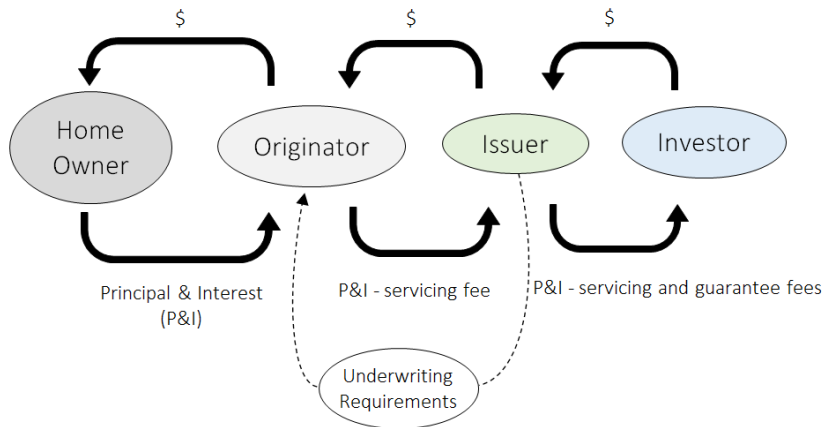 $
$
$
Home
Owner
Originator
Issuer
Investor
Principal & Interest
(P&I)
P&I - servicing fee
P&I - servicing and guarantee fees
Underwriting
Requirements